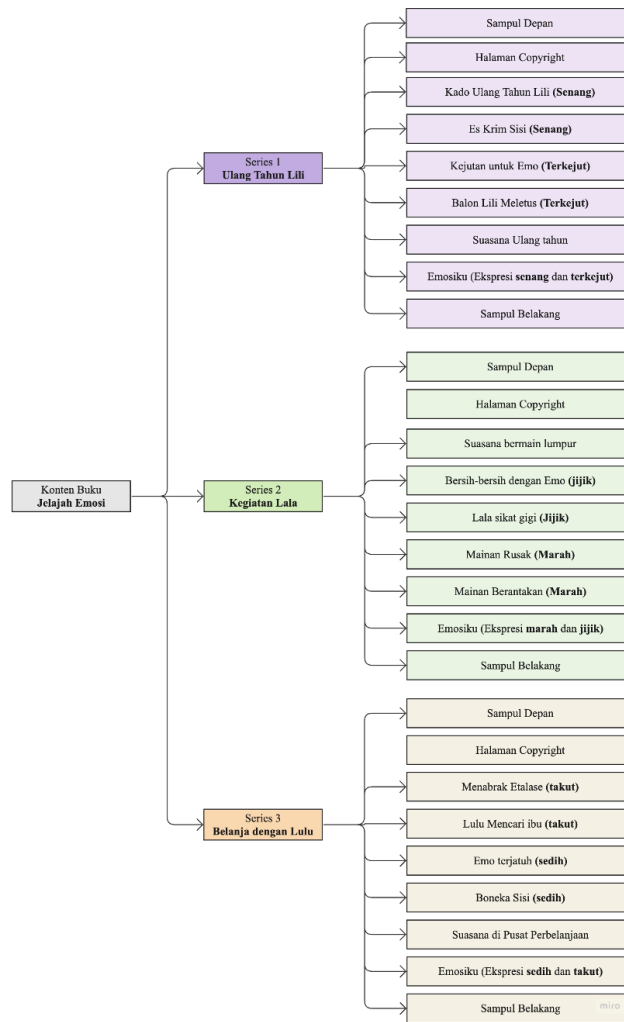 Konten Buku
Jelajah Emosi
Series 1
Ulang Tahun Lili
Sampul Depan
Halaman Copyright
Kado Ulang Tahun Lili (Senang)
Es Krim Sisi (Senang)
Kejutan untuk Emo (Terkejut)
Balon Lili Meletus (Terkejut)
Suasana Ulang tahun
Emosiku (Ekspresi senang dan terkejut)
Sampul Belakang
Series 2
Kegiatan Lala
Sampul Depan
Halaman Copyright
Suasana bermain lumpur
Bersih-bersih dengan Emo (jijik)
Lala sikat gigi (Jijik)
Mainan Rusak (Marah)
Mainan Berantakan (Marah)
Emosiku (Ekspresi marah dan jijik)
Sampul Belakang
Series 3
Belanja dengan Lulu
Sampul Depan
Halaman Copyright
Menabrak Etalase (takut)
Lulu Mencari ibu (takut)
Emo terjatuh (sedih)
Boneka Sisi (sedih)
Suasana di Pusat Perbelanjaan
Emosiku (Ekspresi sedih dan takut)
Sampul Belakang
miro